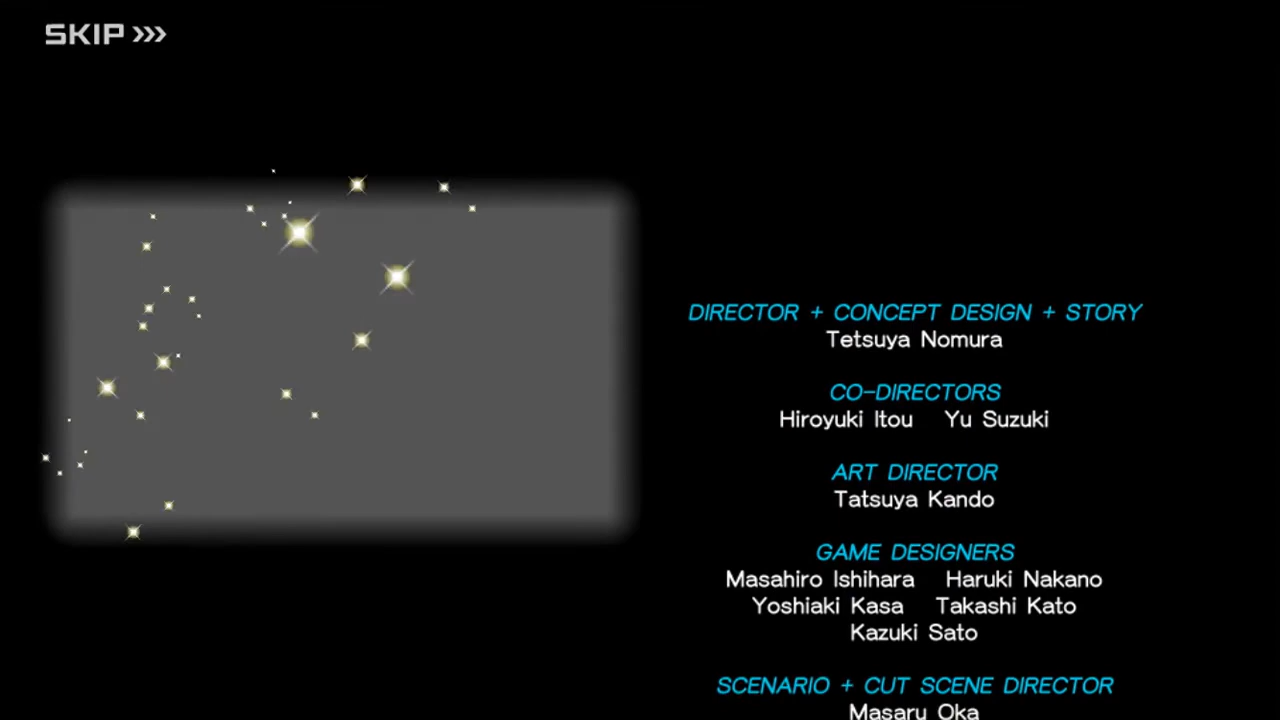 SKIP >>>
DIRECTOR + CONCEPT DESIGN + STORY
Tetsuya Nomura
CO-DIRECTORS
Hiroyuki Itou Yu Suzuki
ART DIRECTOR
Tatsuya Kando
GAME DESIGNERS
Masahiro Ishihara Haruki Nakano
Yoshiaki Kasa Takashi Kato
Kazuki Sato
SCENARIO + CUT SCENE DIRECTOR
Masaru Oka